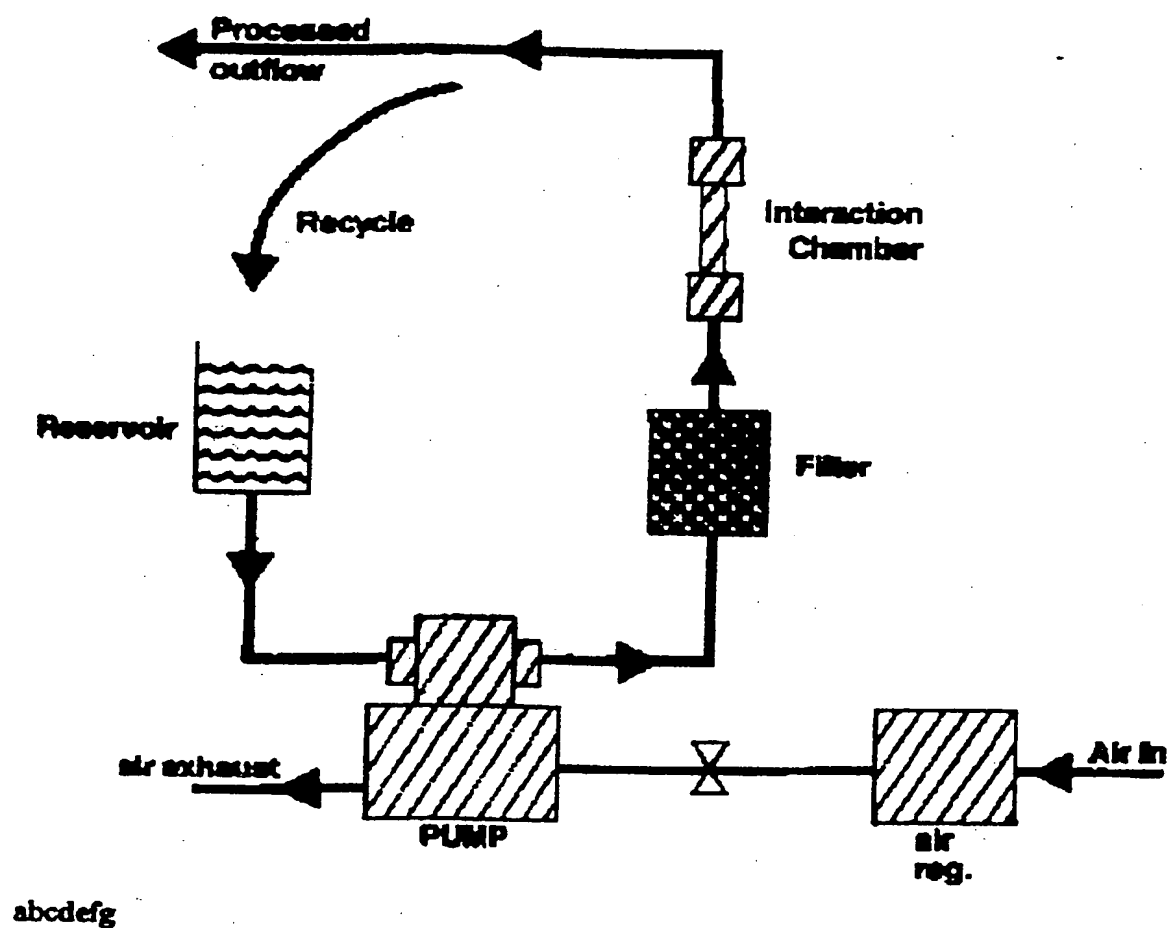 Processed
outflow
Recycle
Interaction
Chamber
Reservoir
Filter
air exhaust
Air in
PUMP
air
reg.
abcdefg